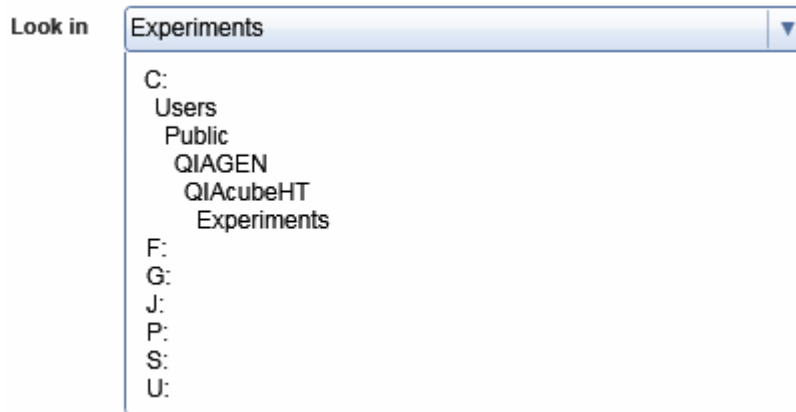 Look in Experiments
C:
Users
Public
QIAGEN
QIAcubeHT
Experiments
F:
G:
J:
P:
S:
U: